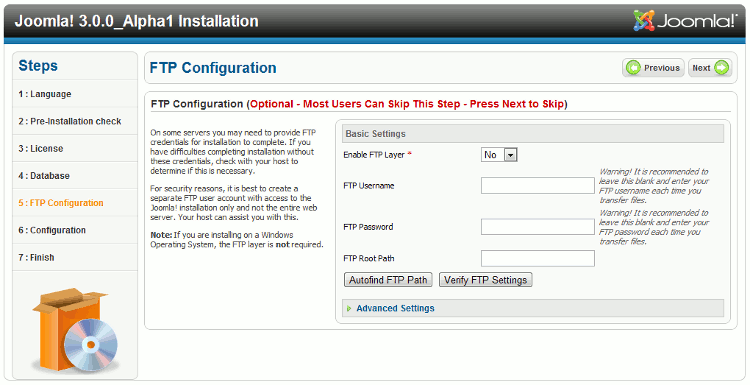 Joomla! 3.0.0_Alpha1 Installation
Joomla!
Steps
1 : Language
2 : Pre-Installation check
3 : License
4 : Database
5 : FTP Configuration
6 : Configuration
7 : Finish
FTP Configuration
Previous
Next
FTP Configuration (Optional - Most Users Can Skip This Step - Press Next to Skip)
On some servers you may need to provide FTP
credentials for installation to complete. If you
have difficulties completing installation without
these credentials, check with your host to
determine if this is necessary.
For security reasons, it is best to create a
separate FTP user account with access to the
Joomla! installation only and not the entire web
server. Your host can assist you with this.
Note: If you are installing on a Windows
Operating System, the FTP layer is not required.
Basic Settings
Enable FTP Layer *
No
FTP Username
Warning! It is recommended to
leave this blank and enter your
FTP username each time you
transfer files.
FTP Password
Warning! It is recommended to
leave this blank and enter your
FTP password each time you
transfer files.
FTP Root Path
Autofind FTP Path
Verify FTP Settings
Advanced Settings